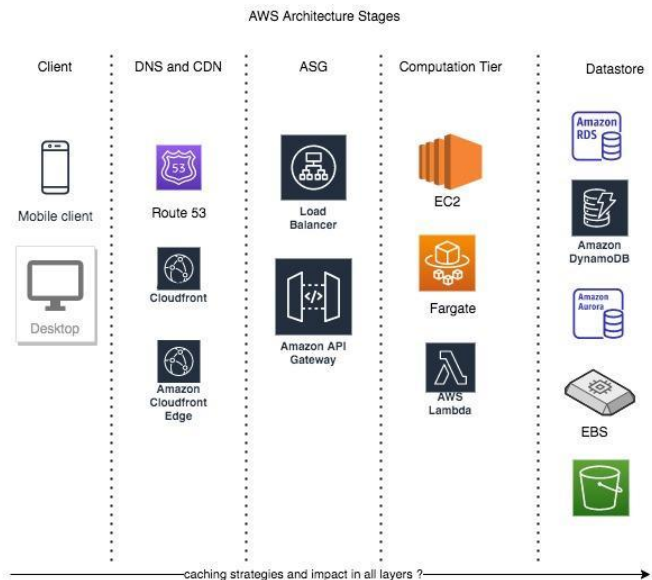 AWS Architecture Stages
Client
DNS and CDN
ASG
Computation Tier
Datastore
Mobile client
Desktop
53
Route 53
Cloudfront
Amazon
Cloudfront
Edge
Load
Balancer
</>
Amazon API
Gateway
EC2
Fargate
AWS
Lambda
Amazon
RDS
Amazon
DynamoDB
Amazon
Aurora
EBS
caching strategies and impact in all layers ?